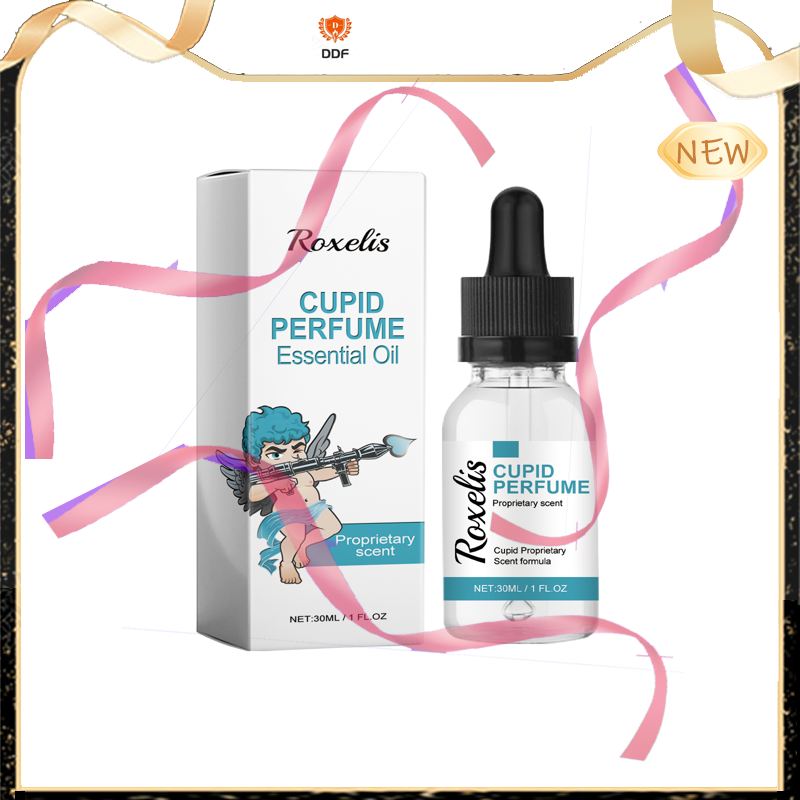 DDF
NEW
Roxelis
CUPID
PERFUME
Essential Oil
Proprietary
scent
NET:30ML / 1 FL.OZ
Roxelis
CUPID
PERFUME
Proprietary scent
Cupid Proprietary
Scent formula
NET:30ML / 1 FL.OZ